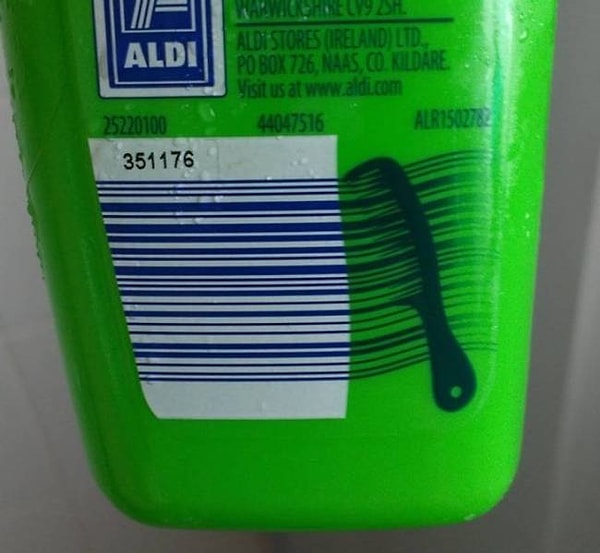 ALDI
WARWICKSHIRE CV9 2SH.
ALDI STORES (IRELAND) LTD.,
PO BOX 726, NAAS, CO. KILDARE.
Visit us at www.aldi.com
25220100 44047516 ALR1502782
351176